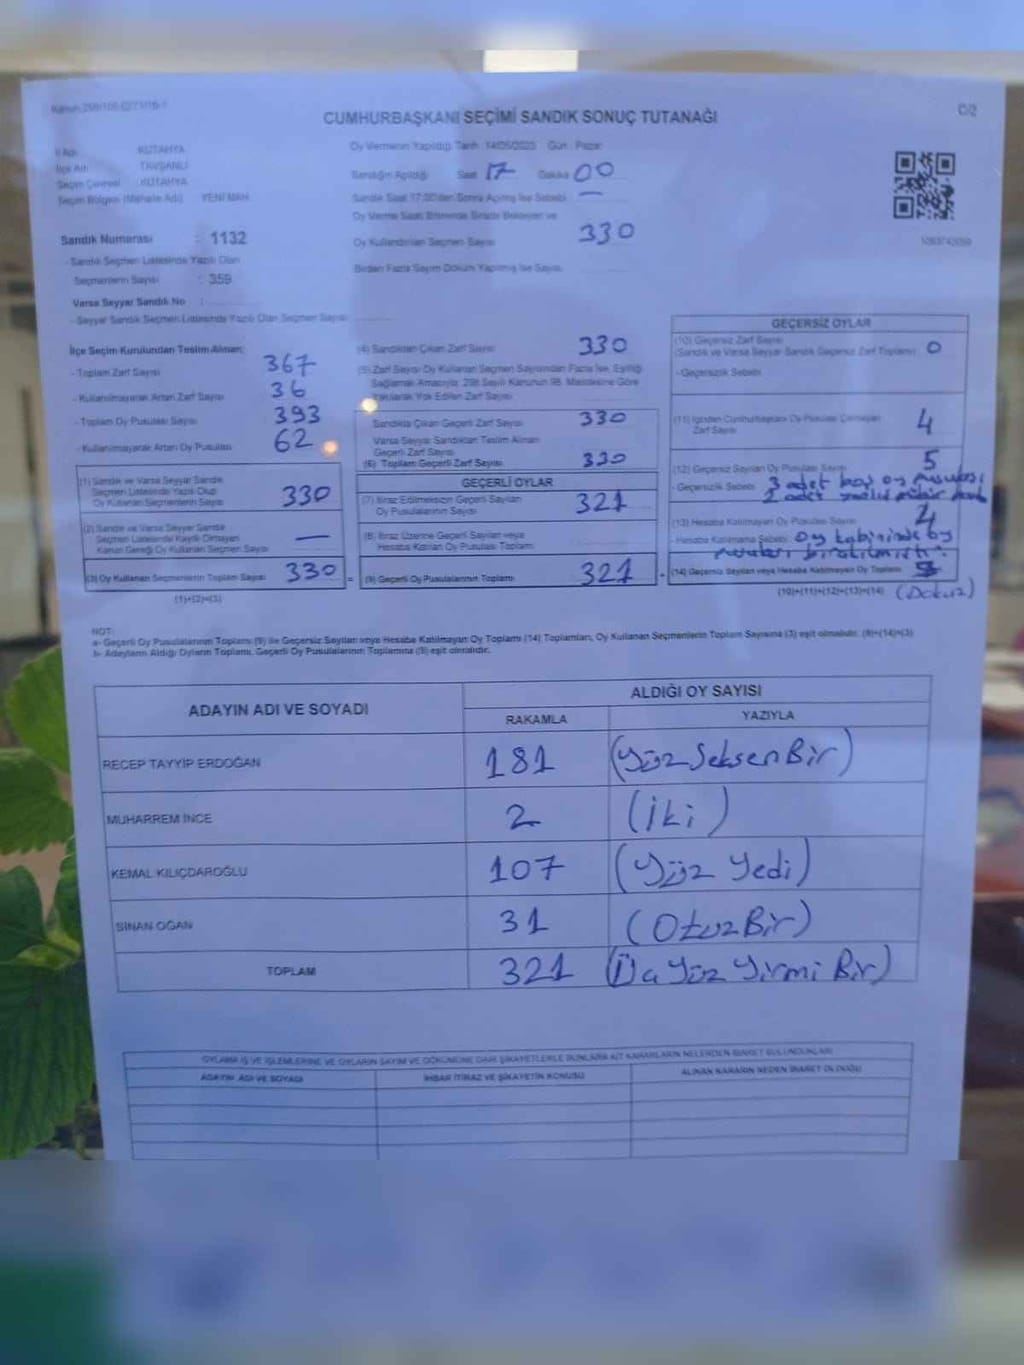 Kanun 298/105-0271/1B-1
C/2
CUMHURBAŞKANI SEÇİMİ SANDIK SONUÇ TUTANAĞI
İl Adı : KÜTAHYA
İlçe Adı : TAVŞANLI
Seçim Çevresi : KÜTAHYA
Seçim Bölgesi (Mahalle Adı) YENİ MAH.
Sandık Numarası : 1132
- Sandık Seçmen Listesinde Yazılı Olan
Seçmenlerin Sayısı : 359
Varsa Seyyar Sandık No :
- Seyyar Sandık Seçmen Listesinde Yazılı Olan Seçmen Sayısı
Oy Vermenin Yapıldığı Tarih : 14/05/2023 Gün : Pazar
Sandığın Açıldığı Saat 17 Dakika 00
Sandık Saat 17:00'den Sonra Açılmış İse Sebebi —
Oy Verme Saati Bitiminde Sırada Bekleyen ve
Oy Kullandırılan Seçmen Sayısı 330
Birden Fazla Sayım Döküm Yapılmış İse Sayısı
İlçe Seçim Kurulundan Teslim Alınan:
- Toplam Zarf Sayısı 367
- Kullanılmayarak Artan Zarf Sayısı 36
- Toplam Oy Pusulası Sayısı 393
- Kullanılmayarak Artan Oy Pusulası 62
(1) Sandık ve Varsa Seyyar Sandık
Seçmen Listesinde Yazılı Olup
Oy Kullanan Seçmenlerin Sayısı 330
(2) Sandık ve Varsa Seyyar Sandık
Seçmen Listesinde Kayıtlı Olmayan
Kanun Gereği Oy Kullanan Seçmen Sayısı —
(3) Oy Kullanan Seçmenlerin Toplam Sayısı 330
(1)+(2)=(3)
(4) Sandıktan Çıkan Zarf Sayısı 330
(5) Zarf Sayısı Oy Kullanan Seçmen Sayısından Fazla İse, Eşitliği
Sağlamak Amacıyla, 298 Sayılı Kanunun 98. Maddesine Göre
Yakılarak Yok Edilen Zarf Sayısı
Sandıkta Çıkan Geçerli Zarf Sayısı 330
Varsa Seyyar Sandıktan Teslim Alınan
Geçerli Zarf Sayısı
(6) Toplam Geçerli Zarf Sayısı 330
GEÇERLİ OYLAR
(7) İtiraz Edilmeksizin Geçerli Sayılan
Oy Pusulalarının Sayısı 321
(8) İtiraz Üzerine Geçerli Sayılan veya
Hesaba Katılan Oy Pusulası Toplamı
= (9) Geçerli Oy Pusulalarının Toplamı 321 +
GEÇERSİZ OYLAR
(10) Geçersiz Zarf Sayısı
(Sandık ve Varsa Seyyar Sandık Geçersiz Zarf Toplamı) 0
- Geçersizlik Sebebi
(11) İçinden Cumhurbaşkanı Oy Pusulası Çıkmayan
Zarf Sayısı 4
(12) Geçersiz Sayılan Oy Pusulası Sayısı 5
- Geçersizlik Sebebi 3 adet boş oy pusulası
2 adet
(13) Hesaba Katılmayan Oy Pusulası Sayısı 4
- Hesaba Katılmama Sebebi Oy kabininde oy
pusulası bırakılmıştı.
(14) Geçersiz Sayılan veya Hesaba Katılmayan Oy Toplamı
(10)+(11)+(12)+(13)=(14) (Dokuz)
NOT:
a- Geçerli Oy Pusulalarının Toplamı (9) ile Geçersiz Sayılan veya Hesaba Katılmayan Oy Toplamı (14) Toplamları, Oy Kullanan Seçmenlerin Toplam Sayısına (3) eşit olmalıdır. (9)+(14)=(3)
b- Adayların Aldığı Oyların Toplamı, Geçerli Oy Pusulalarının Toplamına (9) eşit olmalıdır.
ADAYIN ADI VE SOYADI
ALDIĞI OY SAYISI
RAKAMLA YAZIYLA
RECEP TAYYİP ERDOĞAN 181 (YüzSeksenBir)
MUHARREM İNCE 2 (İki)
KEMAL KILIÇDAROĞLU 107 (Yüz Yedi)
SİNAN OĞAN 31 (OtuzBir)
TOPLAM 321 (Üç Yüz Yirmi Bir)
OYLAMA İŞ VE İŞLEMLERİNE VE OYLARIN SAYIM VE DÖKÜMÜNE DAİR ŞİKAYETLERLE BUNLARA AİT KARARLARIN NELERDEN İBARET BULUNDUKLARI
ADAYIN ADI VE SOYADI İHBAR İTİRAZ VE ŞİKAYETİN KONUSU ALINAN KARARIN NEDEN İBARET OLDUĞU